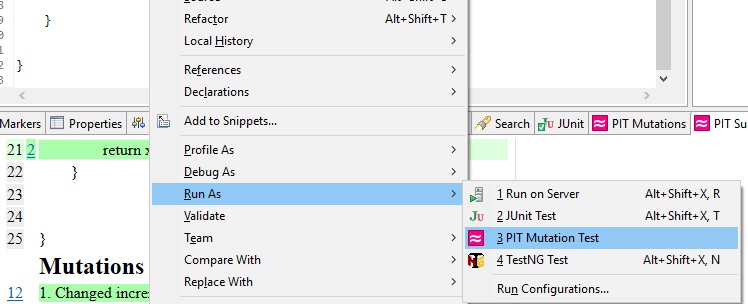 }
}
Refactor Alt+Shift+T >
Local History >
References >
Declarations >
Add to Snippets...
Markers Properties Search JUnit PIT Mutations PIT Su
21 2 return x
22 }
23
24
25 }
Profile As >
Debug As >
Run As >
Validate
Team >
Compare With >
Replace With >
1 Run on Server Alt+Shift+X, R
2 JUnit Test Alt+Shift+X, T
3 PIT Mutation Test
4 TestNG Test Alt+Shift+X, N
Run Configurations...
Mutations
12 1. Changed incre